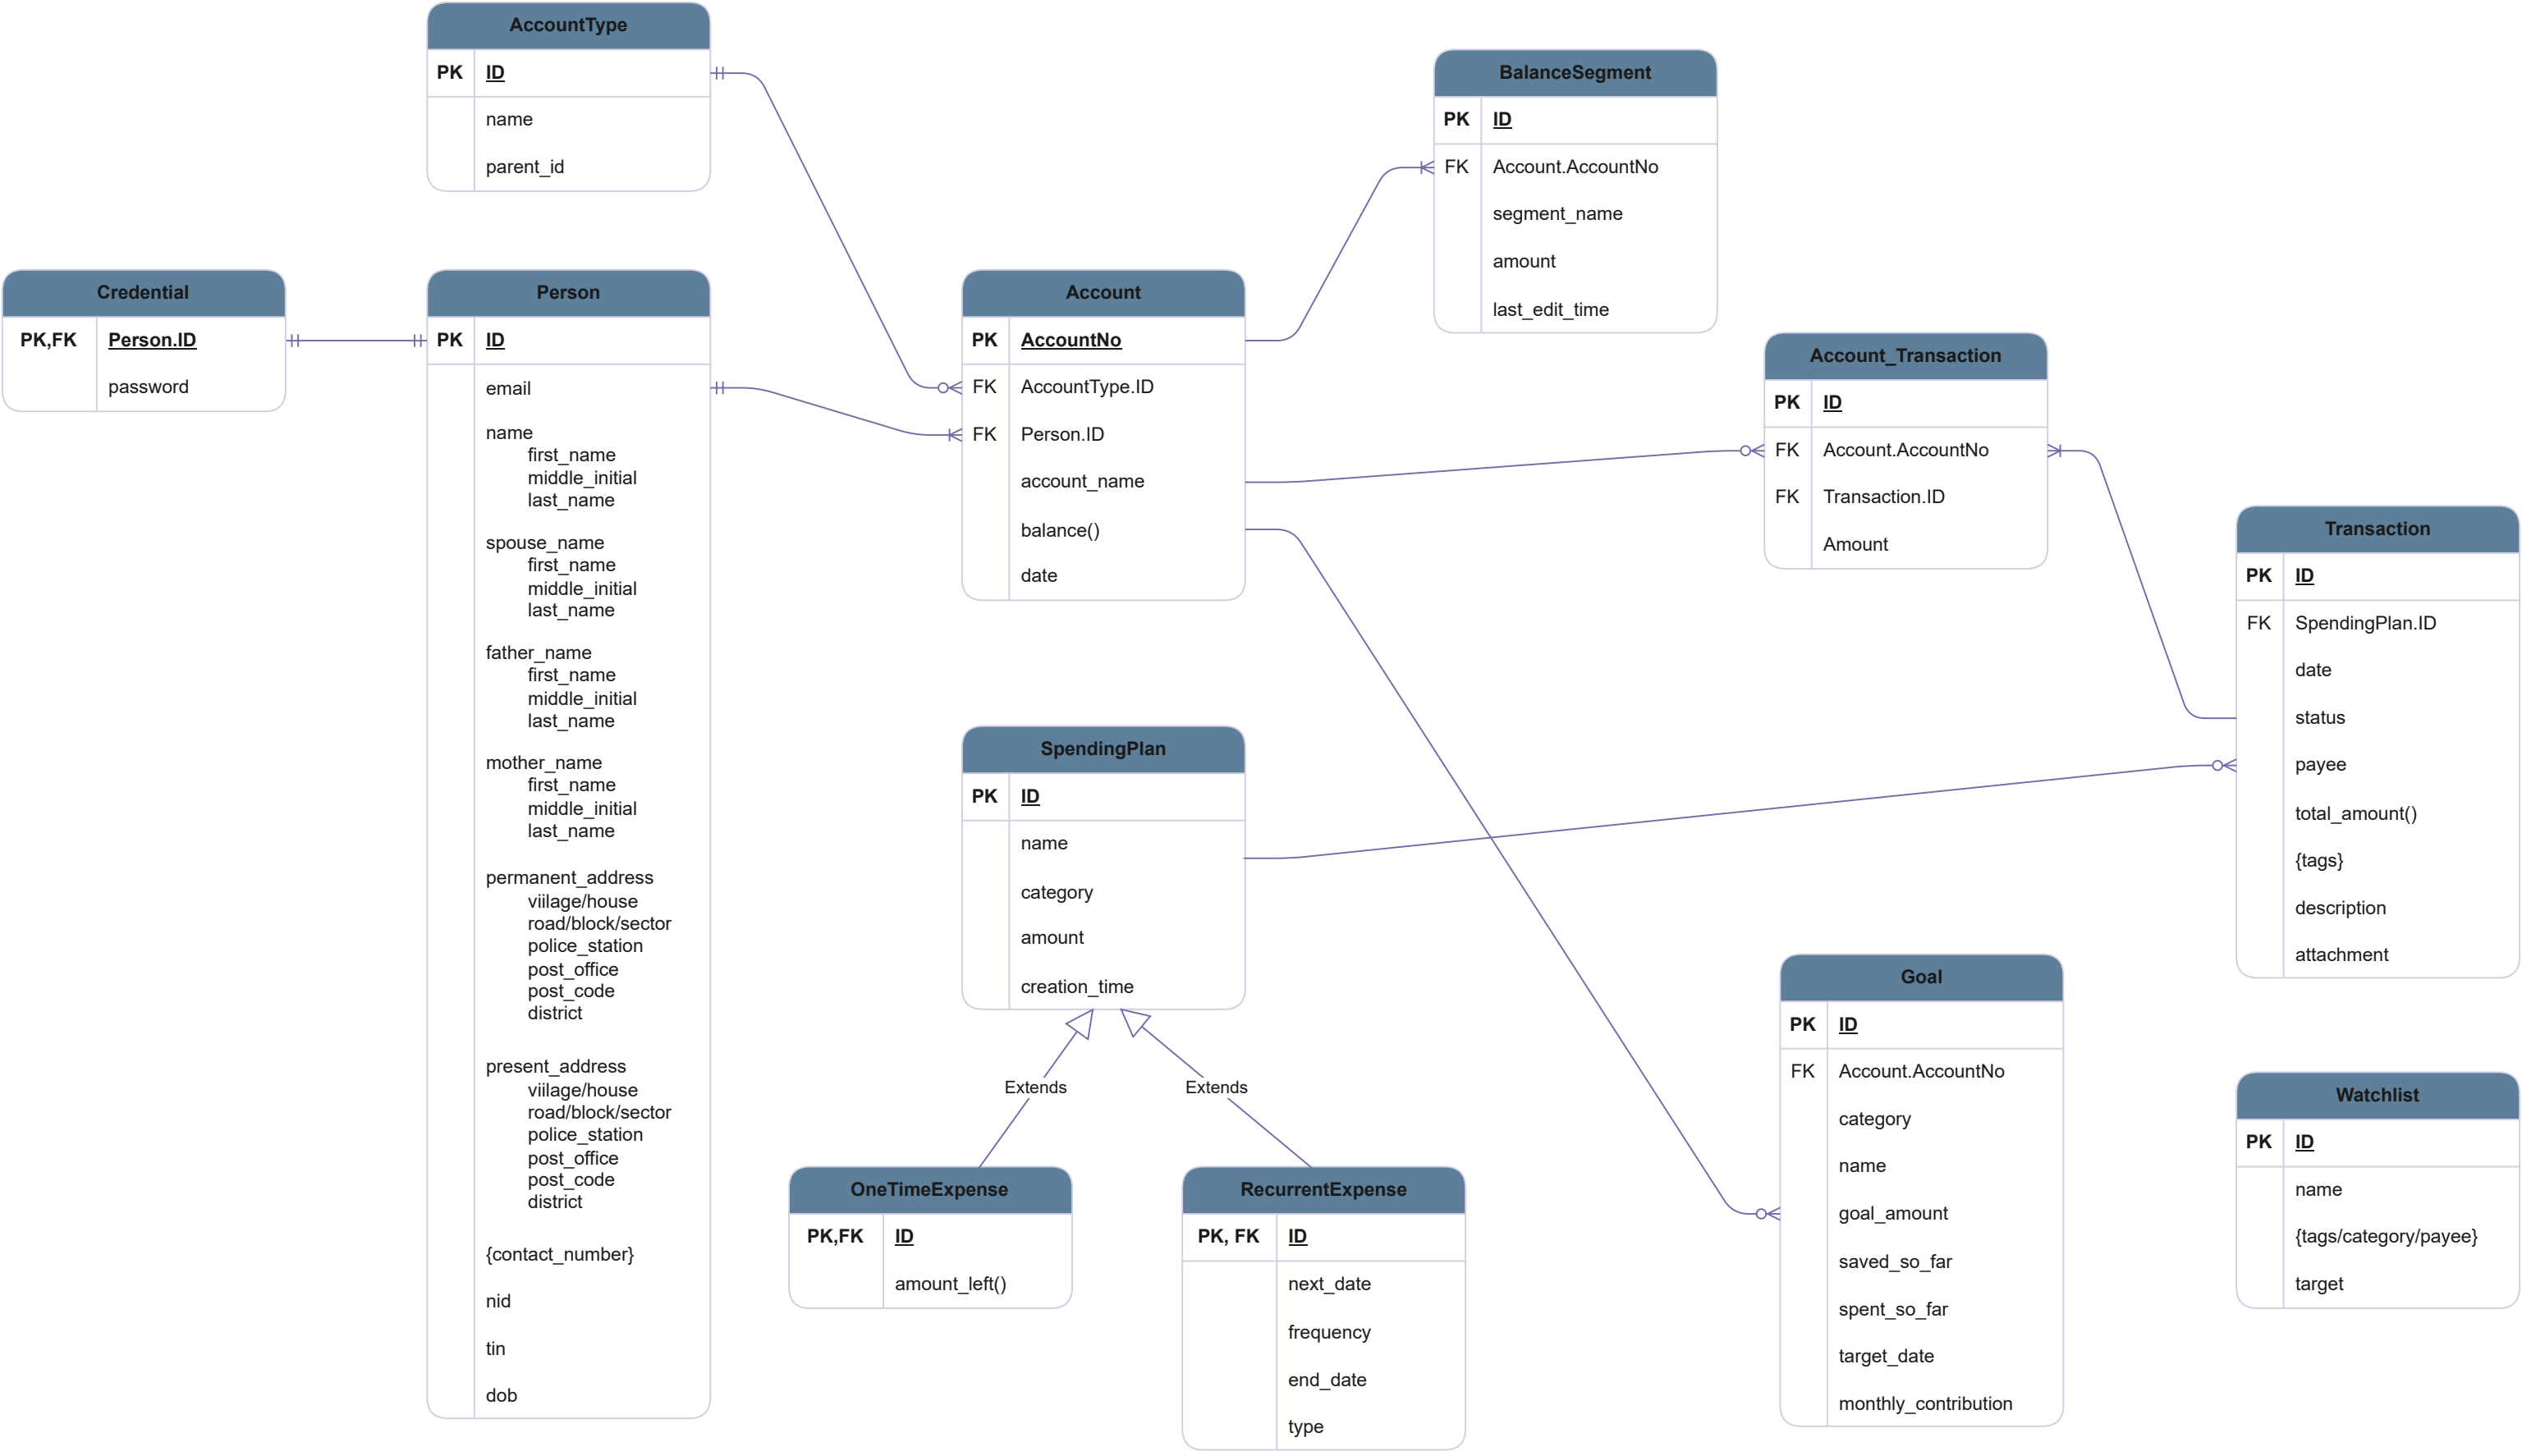 AccountType
PK ID
name
parent_id
BalanceSegment
PK ID
FK Account.AccountNo
segment_name
amount
last_edit_time
Credential
PK,FK Person.ID
password
Person
PK ID
email
name
first_name
middle_initial
last_name
spouse_name
first_name
middle_initial
last_name
father_name
first_name
middle_initial
last_name
mother_name
first_name
middle_initial
last_name
permanent_address
viilage/house
road/block/sector
police_station
post_office
post_code
district
present_address
viilage/house
road/block/sector
police_station
post_office
post_code
district
{contact_number}
nid
tin
dob
Account
PK AccountNo
FK AccountType.ID
FK Person.ID
account_name
balance()
date
Account_Transaction
PK ID
FK Account.AccountNo
FK Transaction.ID
Amount
Transaction
PK ID
FK SpendingPlan.ID
date
status
payee
total_amount()
{tags}
description
attachment
SpendingPlan
PK ID
name
category
amount
creation_time
Extends
Extends
OneTimeExpense
PK,FK ID
amount_left()
RecurrentExpense
PK, FK ID
next_date
frequency
end_date
type
Goal
PK ID
FK Account.AccountNo
category
name
goal_amount
saved_so_far
spent_so_far
target_date
monthly_contribution
Watchlist
PK ID
name
{tags/category/payee}
target